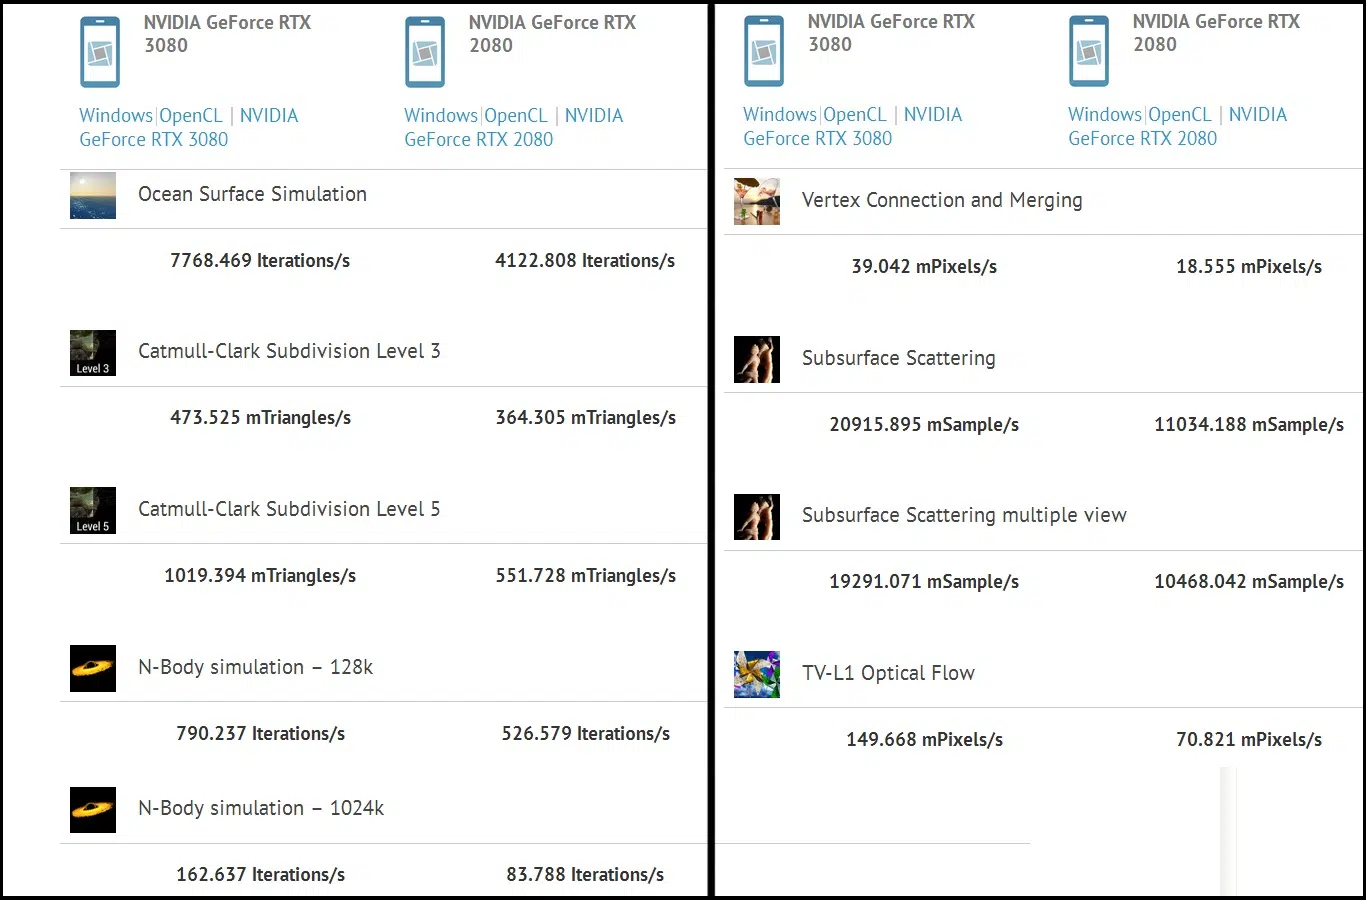 NVIDIA GeForce RTX
3080
NVIDIA GeForce RTX
2080
Windows|OpenCL | NVIDIA
GeForce RTX 3080
Windows|OpenCL | NVIDIA
GeForce RTX 2080
Ocean Surface Simulation
7768.469 Iterations/s
4122.808 Iterations/s
Level 3
Catmull-Clark Subdivision Level 3
473.525 mTriangles/s
364.305 mTriangles/s
Level 5
Catmull-Clark Subdivision Level 5
1019.394 mTriangles/s
551.728 mTriangles/s
N-Body simulation – 128k
790.237 Iterations/s
526.579 Iterations/s
N-Body simulation – 1024k
162.637 Iterations/s
83.788 Iterations/s
NVIDIA GeForce RTX
3080
NVIDIA GeForce RTX
2080
Windows|OpenCL | NVIDIA
GeForce RTX 3080
Windows|OpenCL | NVIDIA
GeForce RTX 2080
Vertex Connection and Merging
39.042 mPixels/s
18.555 mPixels/s
Subsurface Scattering
20915.895 mSample/s
11034.188 mSample/s
Subsurface Scattering multiple view
19291.071 mSample/s
10468.042 mSample/s
TV-L1 Optical Flow
149.668 mPixels/s
70.821 mPixels/s